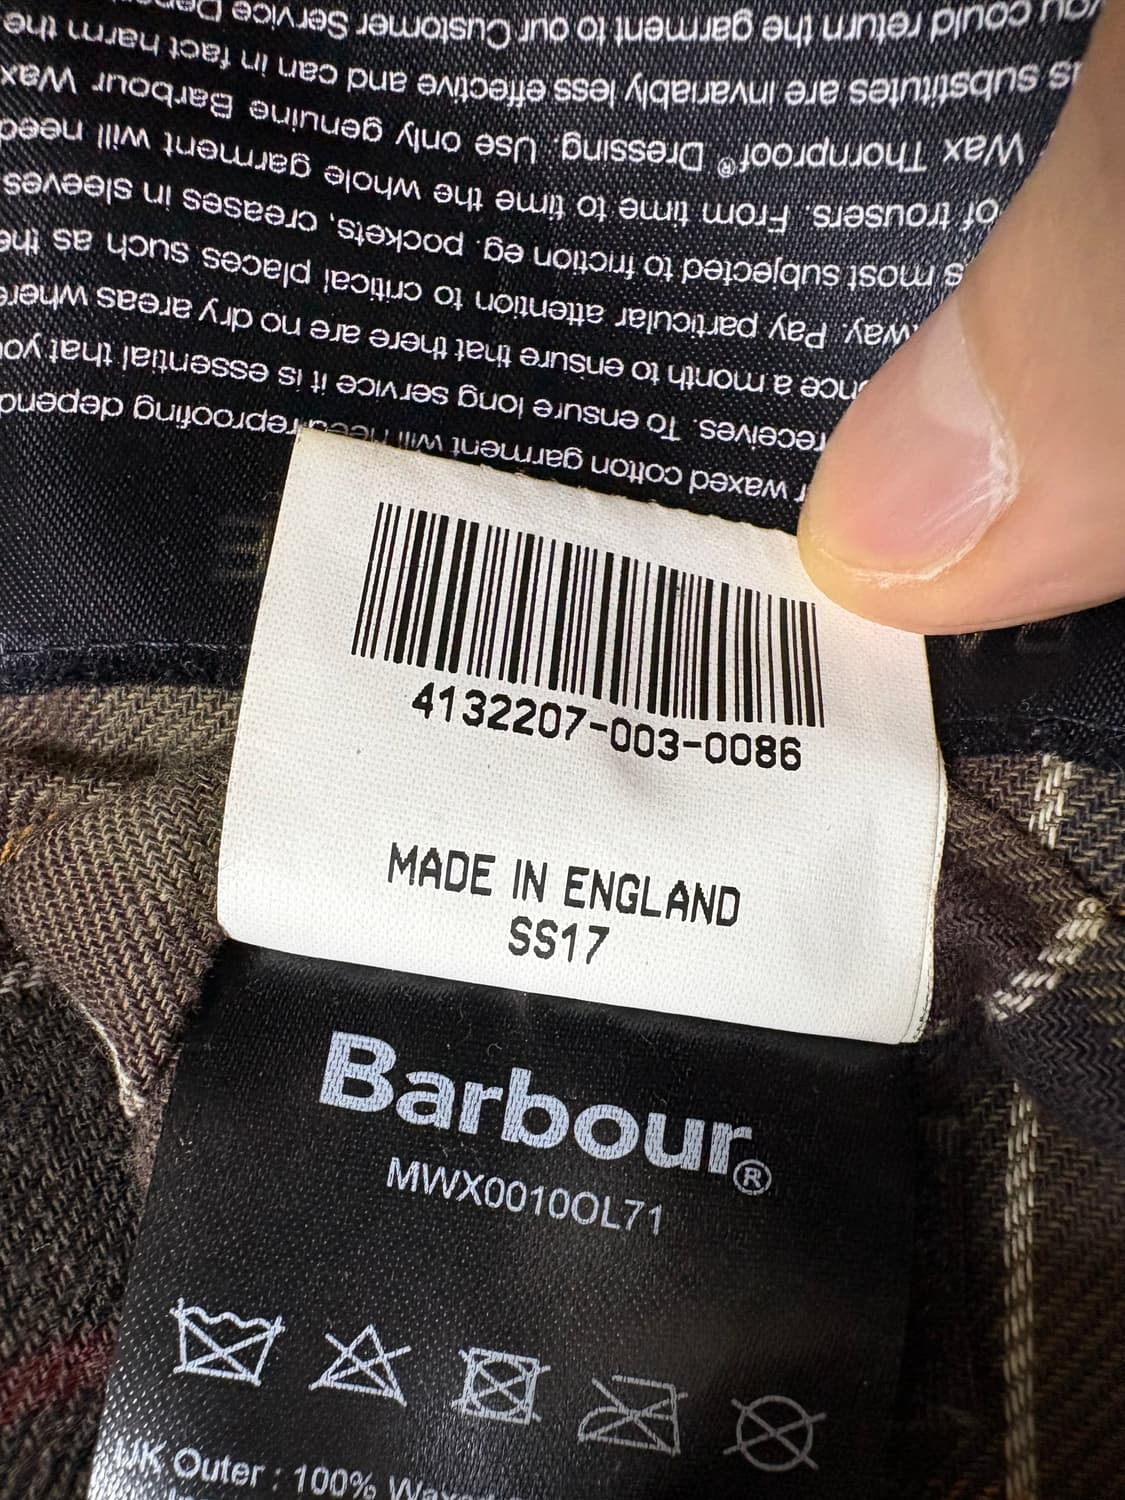 waxed cotton garment will need reproofing depend
receives. To ensure long service it is essential that yo
once a month to ensure that there are no dry areas where
way. Pay particular attention to critical places such as the
most subjected to friction eg. pockets, creases in sleeves
of trousers. From time to time the whole garment will need
Wax Thornproof® Dressing. Use only genuine Barbour Wax
as substitutes are invariably less effective and can in fact harm the
you could return the garment to our Customer Service
4132207-003-0086
MADE IN ENGLAND
SS17
Barbour®
MWX0010OL71
UK Outer : 100% Waxed